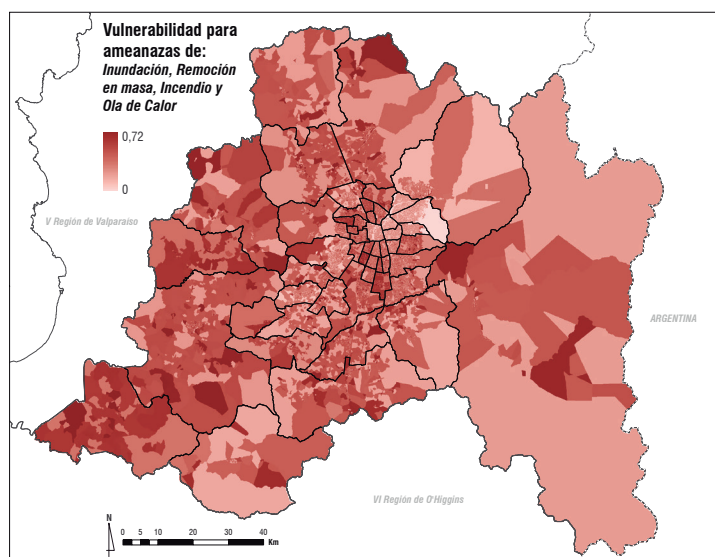 Vulnerabilidad para
ameanazas de:
Inundación, Remoción
en masa, Incendio y
Ola de Calor
0,72
0
V Región de Valparaíso
ARGENTINA
VI Región de O'Higgins
N
0 5 10 20 30 40
Km